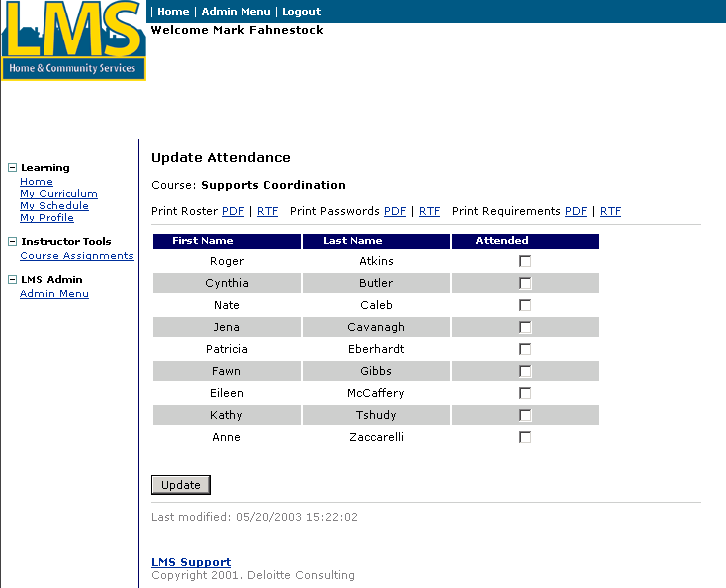 LMS
Home & Community Services
| Home | Admin Menu | Logout
Welcome Mark Fahnestock
Learning
Home
My Curriculum
My Schedule
My Profile
Instructor Tools
Course Assignments
LMS Admin
Admin Menu
Update Attendance
Course: Supports Coordination
Print Roster PDF | RTF Print Passwords PDF | RTF Print Requirements PDF | RTF
First Name Last Name Attended
Roger Atkins
Cynthia Butler
Nate Caleb
Jena Cavanagh
Patricia Eberhardt
Fawn Gibbs
Eileen McCaffery
Kathy Tshudy
Anne Zaccarelli
Update
Last modified: 05/20/2003 15:22:02
LMS Support
Copyright 2001. Deloitte Consulting